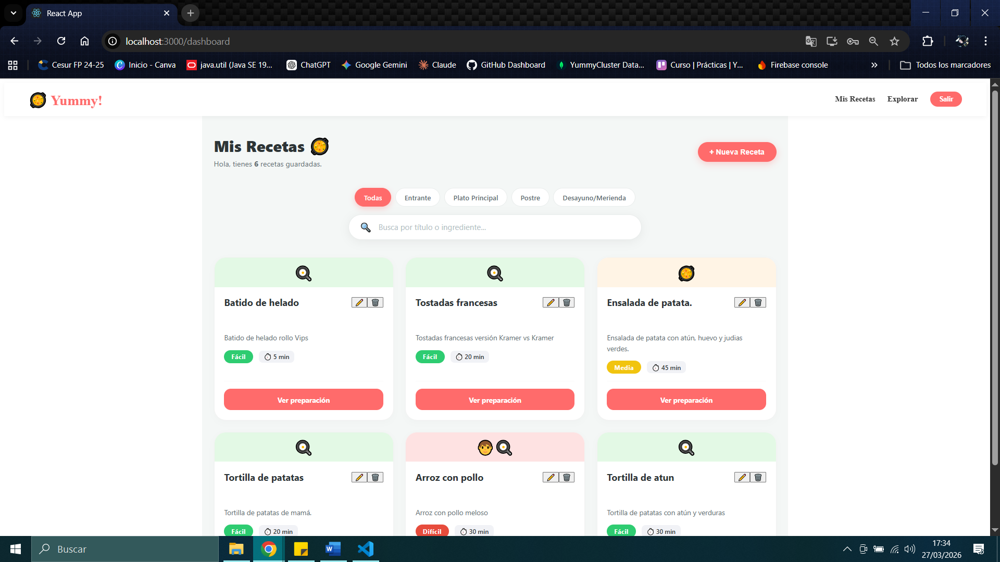 React App
localhost:3000/dashboard
Cesur FP 24-25
Inicio - Canva
java.util (Java SE 19...
ChatGPT
Google Gemini
Claude
GitHub Dashboard
YummyCluster Data...
Curso | Prácticas | Y...
Firebase console
Todos los marcadores
Yummy!
Mis Recetas
Explorar
Salir
Mis Recetas
Hola, tienes 6 recetas guardadas.
+ Nueva Receta
Todas
Entrante
Plato Principal
Postre
Desayuno/Merienda
Busca por título o ingrediente...
Batido de helado
Batido de helado rollo Vips
Fácil
5 min
Ver preparación
Tostadas francesas
Tostadas francesas versión Kramer vs Kramer
Fácil
20 min
Ver preparación
Ensalada de patata.
Ensalada de patata con atún, huevo y judias
verdes.
Media
45 min
Ver preparación
Tortilla de patatas
Tortilla de patatas de mamá.
Fácil
20 min
Arroz con pollo
Arroz con pollo meloso
Difícil
30 min
Tortilla de atun
Tortilla de patatas con atún y verduras
Fácil
30 min
Buscar
17:34
27/03/2026